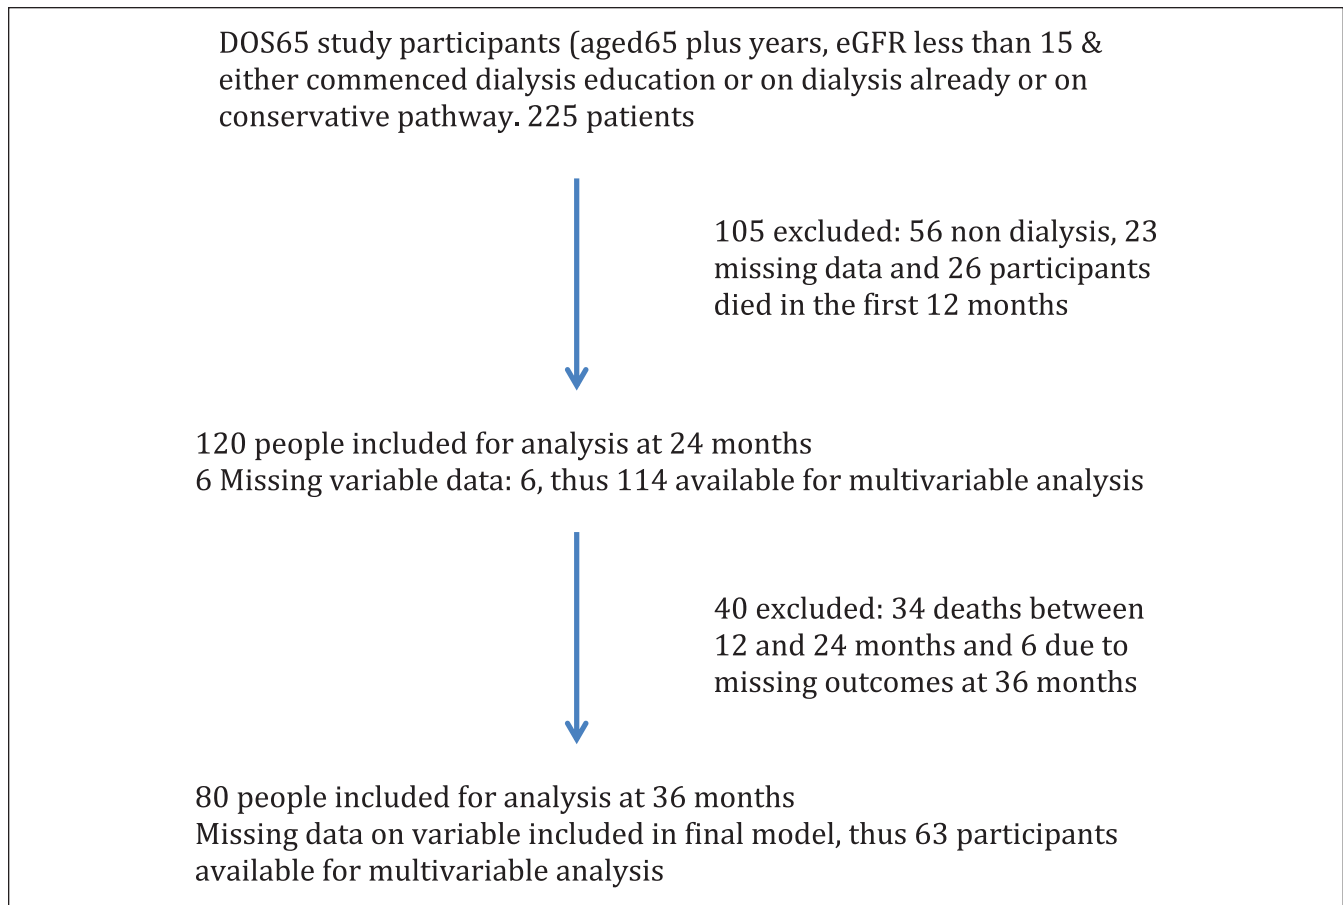 DOS65 study participants (aged65 plus years, eGFR less than 15 &
either commenced dialysis education or on dialysis already or on
conservative pathway. 225 patients
105 excluded: 56 non dialysis, 23
missing data and 26 participants
died in the first 12 months
120 people included for analysis at 24 months
6 Missing variable data: 6, thus 114 available for multivariable analysis
40 excluded: 34 deaths between
12 and 24 months and 6 due to
missing outcomes at 36 months
80 people included for analysis at 36 months
Missing data on variable included in final model, thus 63 participants
available for multivariable analysis